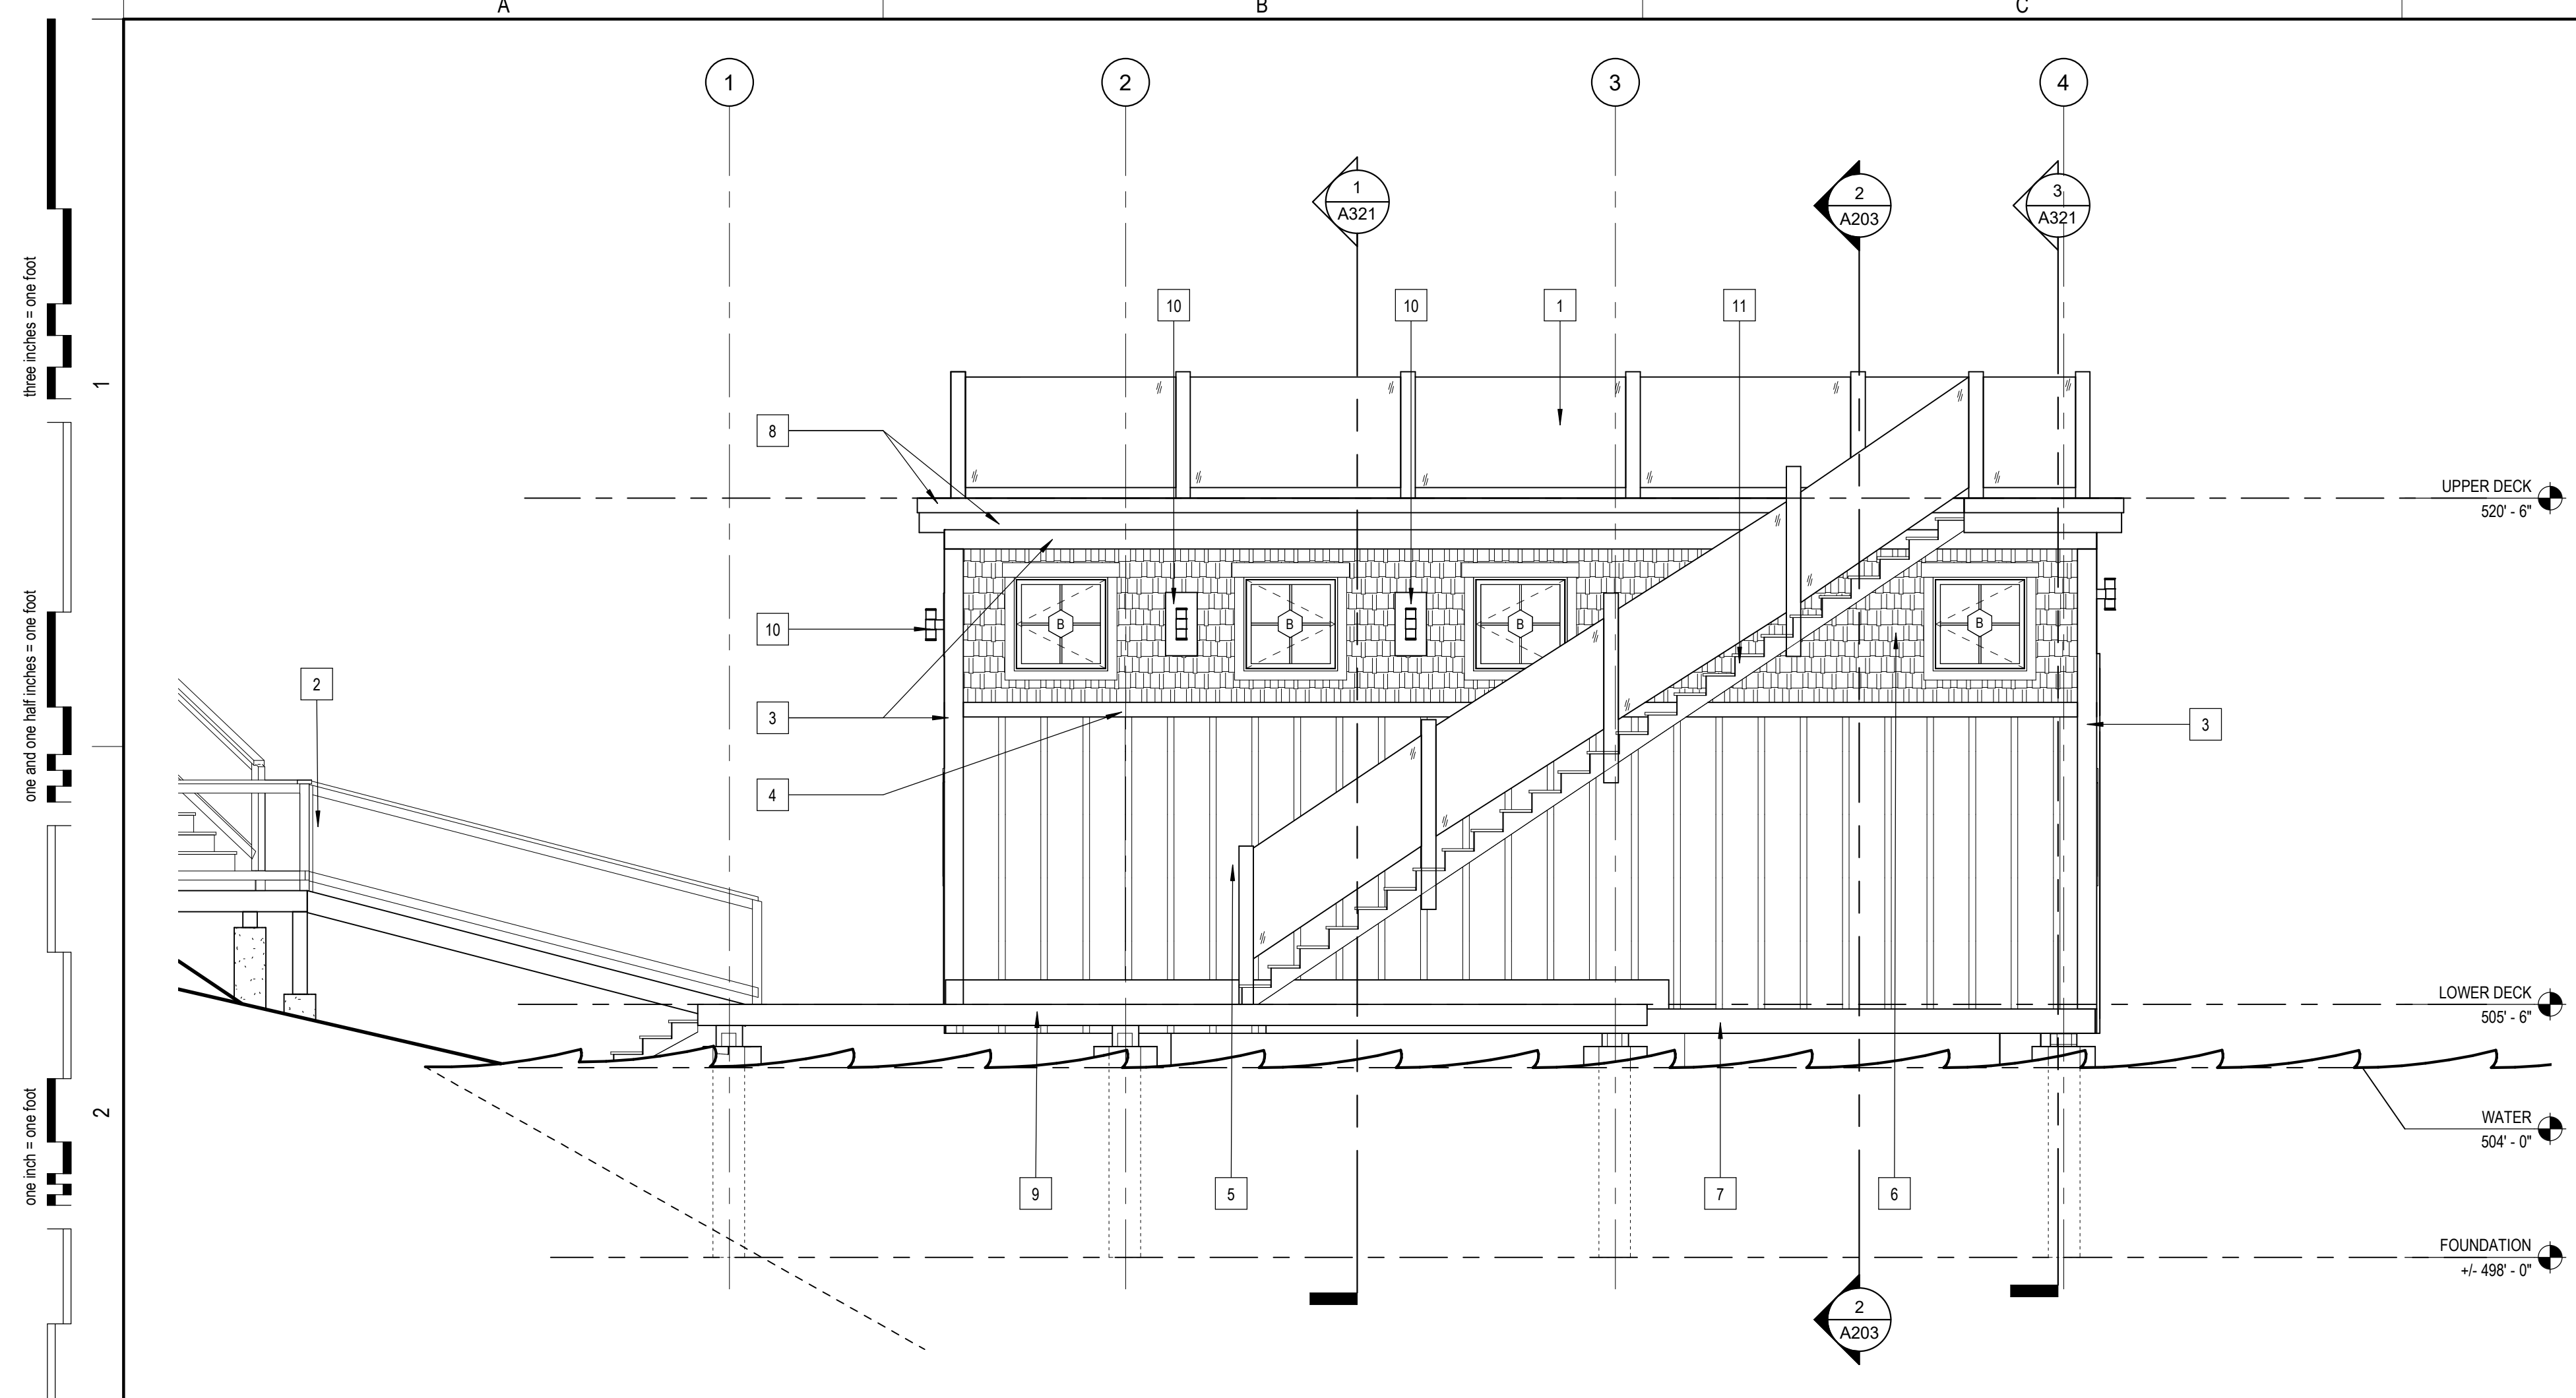 A B C
1 2 3 4
1
A321
2
A203
3
A321
10 10 1 11
three inches = one foot
1
8
UPPER DECK
520' - 6"
B B B B
10
one and one half inches = one foot
2
3
3
4
LOWER DECK
505' - 6"
one inch = one foot
2
WATER
504' - 0"
9 5 7 6
FOUNDATION
+/- 498' - 0"
2
A203